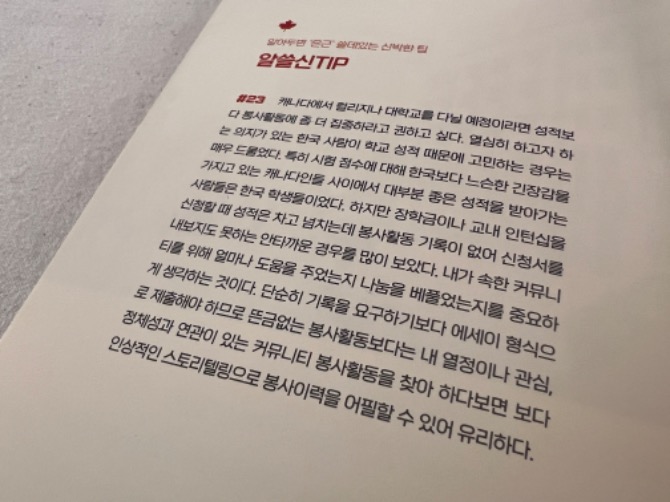 알아두면 '은근' 쓸데있는 신박한 팁
알쓸신TIP
#23 캐나다에서 컬리지나 대학교를 다닐 예정이라면 성적보
다 봉사활동에 좀 더 집중하라고 권하고 싶다. 열심히 하고자 하
는 의지가 있는 한국 사람이 학교 성적 때문에 고민하는 경우는
매우 드물었다. 특히 시험 점수에 대해 한국보다 느슨한 긴장감을
가지고 있는 캐나다인들 사이에서 대부분 좋은 성적을 받아가는
사람들은 한국 학생들이었다. 하지만 장학금이나 교내 인턴십을
신청할 때 성적은 차고 넘치는데 봉사활동 기록이 없어 신청서를
내보지도 못하는 안타까운 경우를 많이 보았다. 내가 속한 커뮤니
티를 위해 얼마나 도움을 주었는지 나눔을 베풀었는지를 중요하
게 생각하는 것이다. 단순히 기록을 요구하기보다 에세이 형식으
로 제출해야 하므로 뜬금없는 봉사활동보다는 내 열정이나 관심,
정체성과 연관이 있는 커뮤니티 봉사활동을 찾아 하다보면 보다
인상적인 스토리텔링으로 봉사이력을 어필할 수 있어 유리하다.